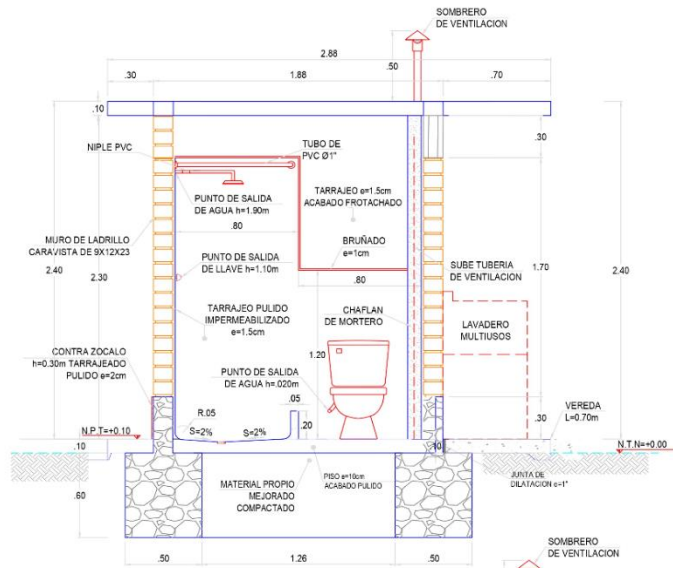 SOMBRERO
DE VENTILACION
2.88
.50
.30
1.88
.70
.10
.30
NIPLE PVC
TUBO DE
PVC Ø1"
PUNTO DE SALIDA
DE AGUA h=1.90m
TARRAJEO e=1.5cm
ACABADO FROTACHADO
.80
MURO DE LADRILLO
CARAVISTA DE 9X12X23
BRUÑADO
e=1cm
PUNTO DE SALIDA
DE LLAVE h=1.10m
SUBE TUBERIA
DE VENTILACION
2.40
2.30
1.70
2.40
.80
TARRAJEO PULIDO
IMPERMEABILIZADO
e=1.5cm
CHAFLAN
DE MORTERO
LAVADERO
MULTIUSOS
1.20
CONTRA ZOCALO
h=0.30m TARRAJEADO
PULIDO e=2cm
PUNTO DE SALIDA
DE AGUA h=.020m
.05
R.05
.20
.30
VEREDA
L=0.70m
S=2%
S=2%
N.P.T=+0.10
N.T.N=+0.00
.10
.10
PISO e=10cm
ACABADO PULIDO
JUNTA DE
DILATACION e=1"
MATERIAL PROPIO
MEJORADO
COMPACTADO
.60
.50
1.26
.50
SOMBRERO
DE VENTILACION